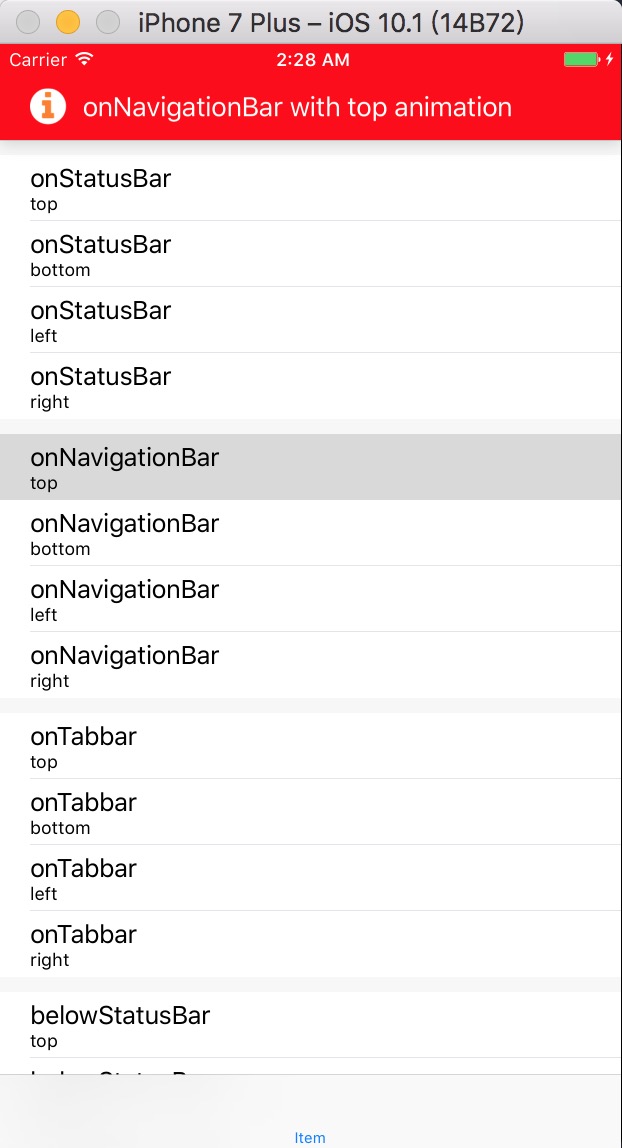 iPhone 7 Plus – iOS 10.1 (14B72)
Carrier 2:28 AM
onNavigationBar with top animation
onStatusBar
top
onStatusBar
bottom
onStatusBar
left
onStatusBar
right
onNavigationBar
top
onNavigationBar
bottom
onNavigationBar
left
onNavigationBar
right
onTabbar
top
onTabbar
bottom
onTabbar
left
onTabbar
right
belowStatusBar
top
Item